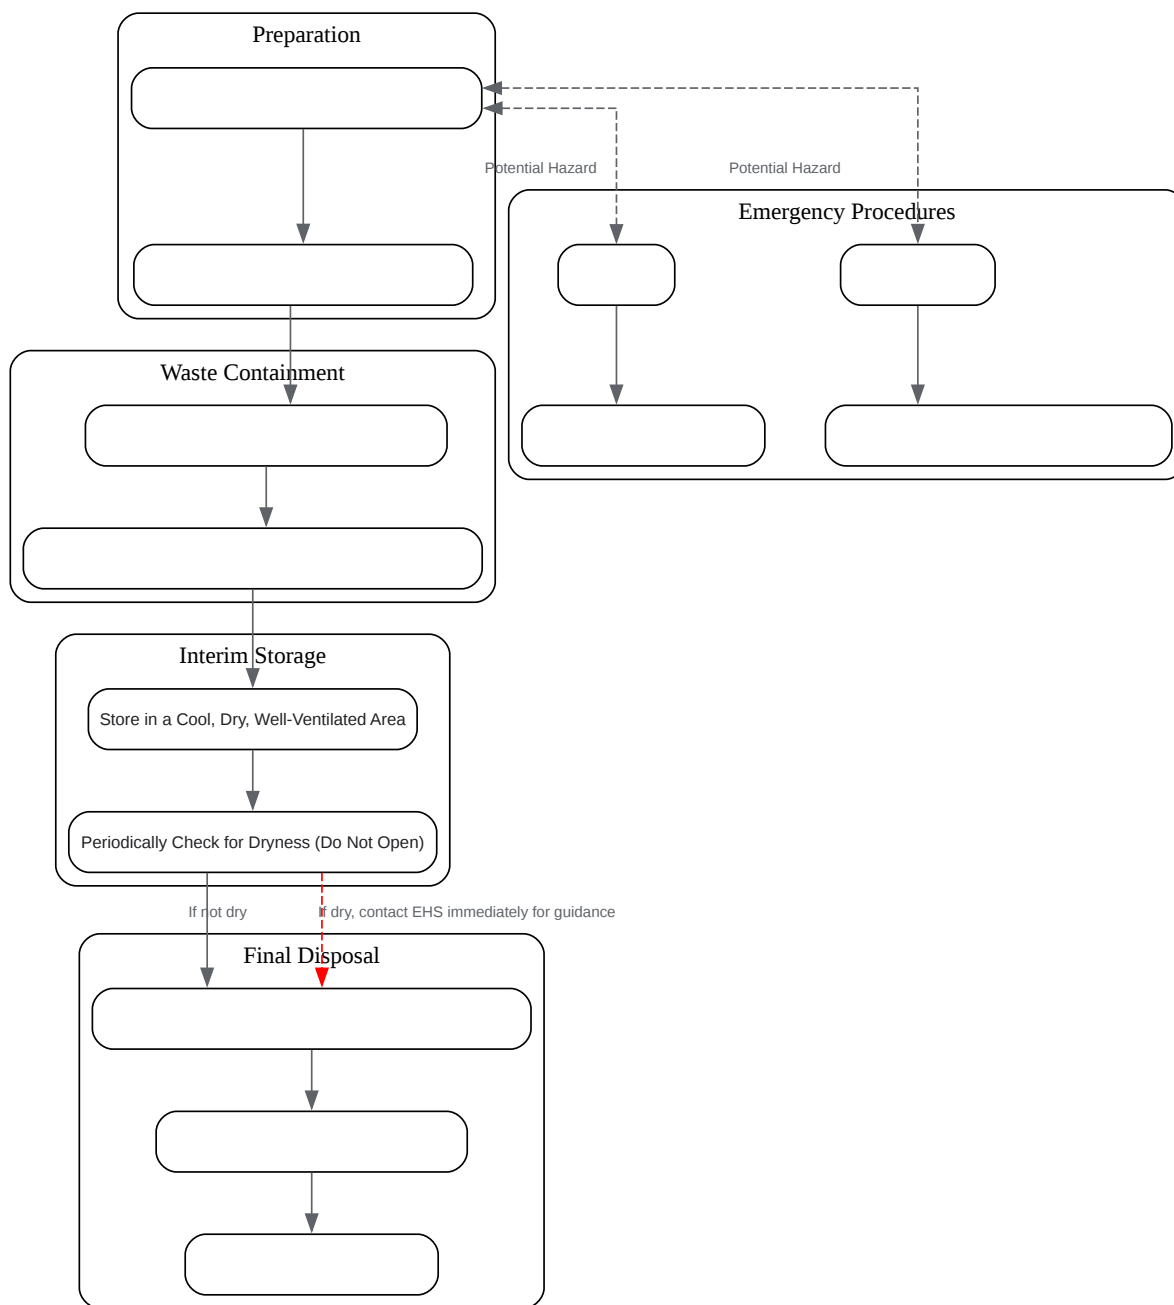 Preparation
Potential Hazard
Potential Hazard
Emergency Procedures
Waste Containment
Interim Storage
Store in a Cool, Dry, Well-Ventilated Area
Periodically Check for Dryness (Do Not Open)
If not dry
If dry, contact EHS immediately for guidance
Final Disposal